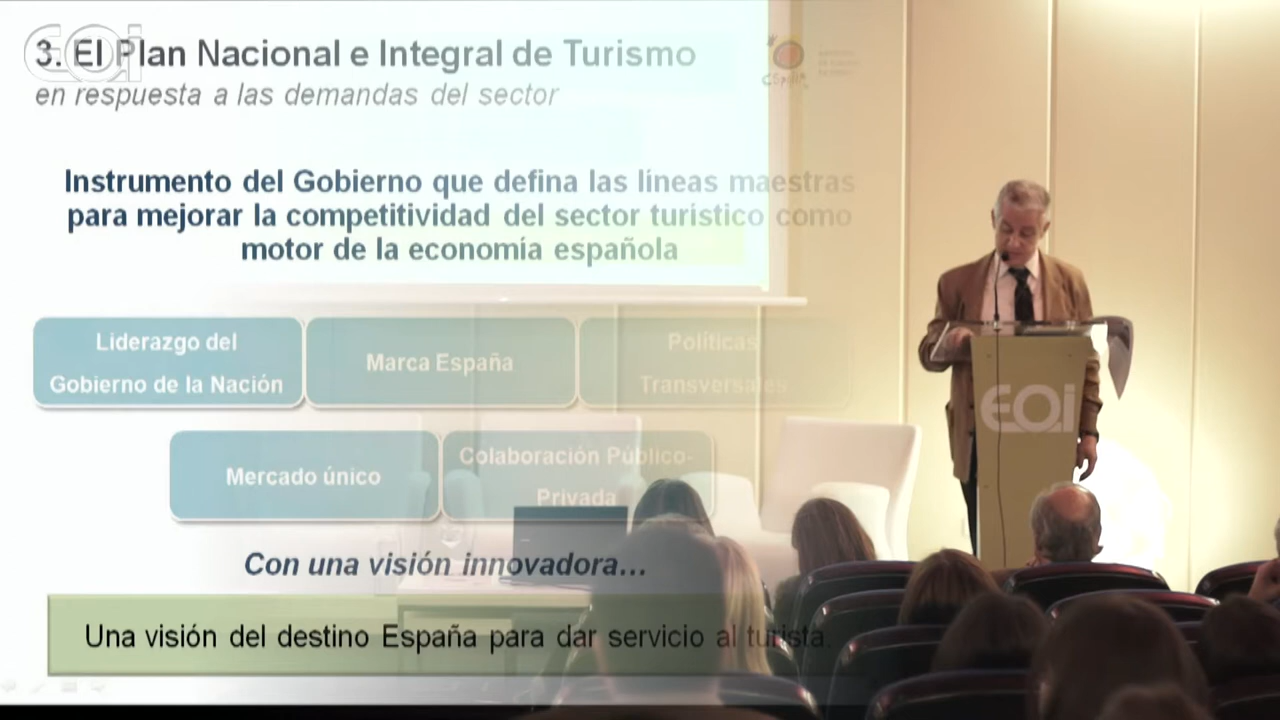 EOi
3. El Plan Nacional e Integral de Turismo
en respuesta a las demandas del sector
España
Instrumento del Gobierno que defina las líneas maestras
para mejorar la competitividad del sector turístico como
motor de la economía española
Liderazgo del
Gobierno de la Nación
Marca España
Políticas
Transversales
Mercado único
Colaboración Público-
Privada
Con una visión innovadora...
Una visión del destino España para dar servicio al turista.
EOi